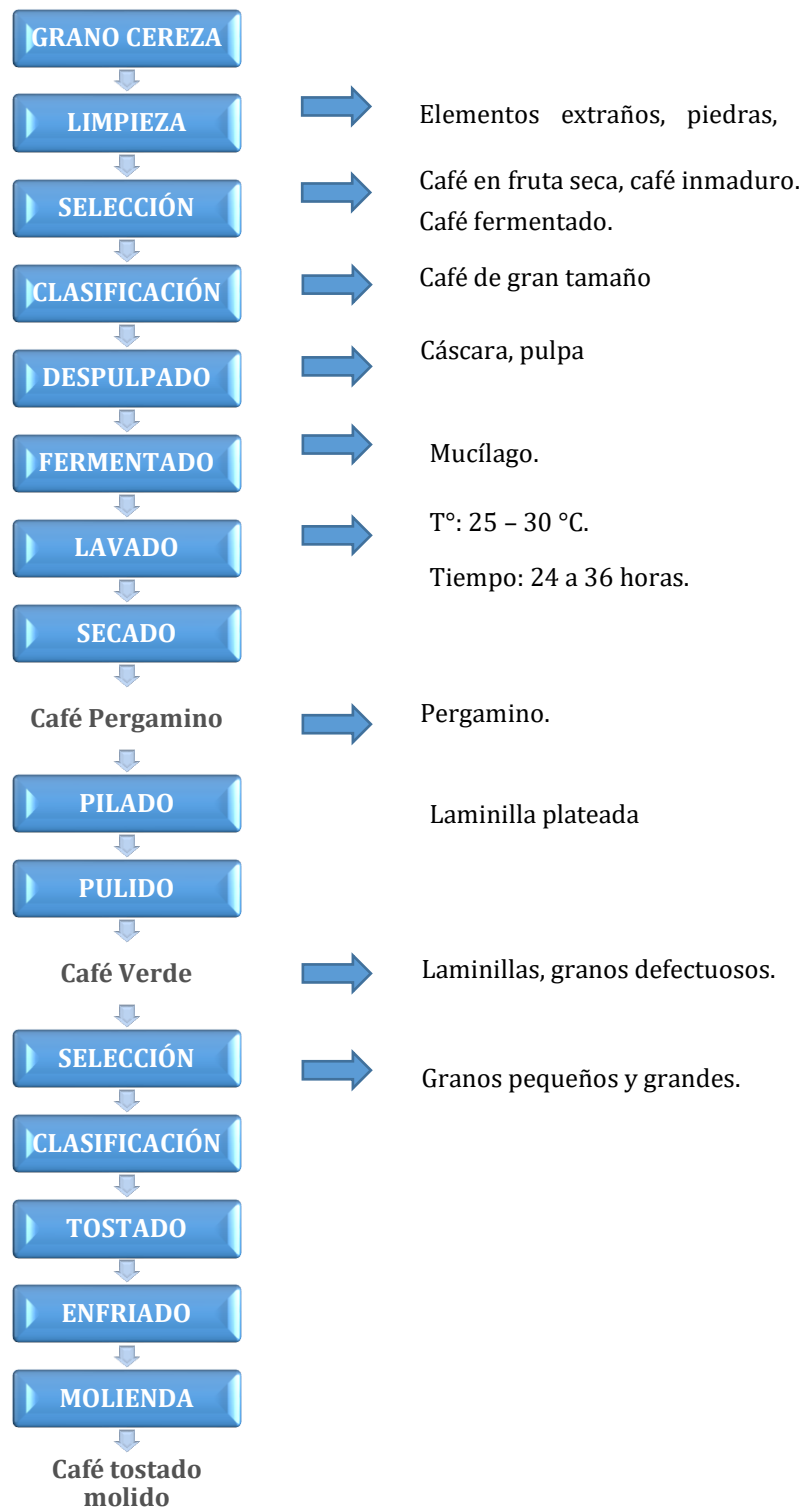 GRANO CEREZA
LIMPIEZA
Elementos extraños, piedras,
SELECCIÓN
Café en fruta seca, café inmaduro.
Café fermentado.
CLASIFICACIÓN
Café de gran tamaño
DESPULPADO
Cáscara, pulpa
FERMENTADO
Mucílago.
LAVADO
T°: 25 – 30 °C.
Tiempo: 24 a 36 horas.
SECADO
Café Pergamino
Pergamino.
PILADO
Laminilla plateada
PULIDO
Café Verde
Laminillas, granos defectuosos.
SELECCIÓN
Granos pequeños y grandes.
CLASIFICACIÓN
TOSTADO
ENFRIADO
MOLIENDA
Café tostado
molido